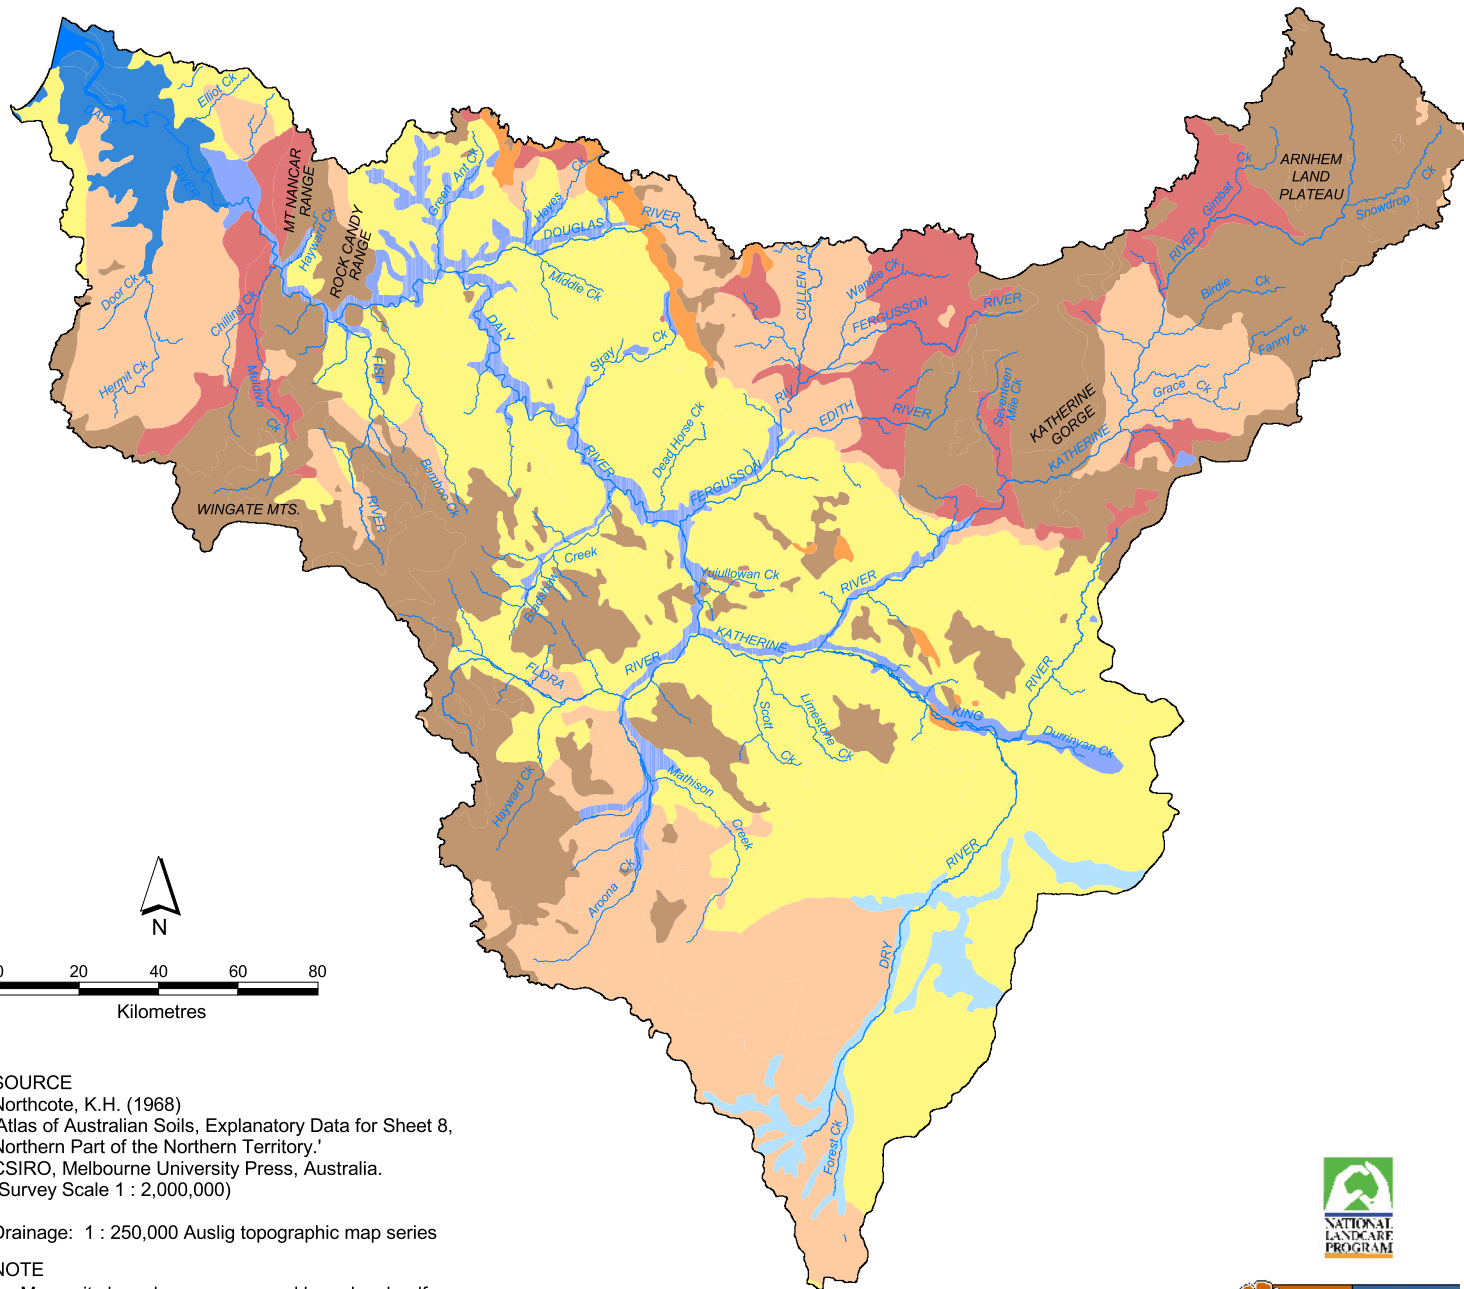 Elliot Ck
DALY
RIVER
MT NANCAR
RANGE
Hayward Ck
ROCK CANDY
RANGE
Green Ant Ck
Hayes Ck
DOUGLAS
RIVER
Middle Ck
Door Ck
Chilling Ck
Hermit Ck
Muldiva
Ck
FISH
RIVER
Bamboo Ck
WINGATE MTS.
DALY
RIVER
Stray
Ck
Dead Horse Ck
FERGUSSON
CULLEN R
Wandie Ck
FERGUSSON
RIVER
RIV
EDITH
RIVER
Seventeen
Mile Ck
KATHERINE
GORGE
KATHERINE
RIVER
Gimbat
Ck
ARNHEM
LAND
PLATEAU
Snowdrop
Ck
Birdie
Ck
Fanny Ck
Grace
Ck
Creek
Bradshaw
Yujullowan Ck
RIVER
KATHERINE
RIVER
FLORA
Scott
Ck
Limestone
Ck
KING
RIVER
Durrinyan Ck
Hayward Ck
Mathison
Creek
Aroona
Ck
RIVER
DRY
Forest Ck
N
0 20 40 60 80
Kilometres
SOURCE
Northcote, K.H. (1968)
'Atlas of Australian Soils, Explanatory Data for Sheet 8,
Northern Part of the Northern Territory.'
CSIRO, Melbourne University Press, Australia.
(Survey Scale 1 : 2,000,000)
Drainage: 1 : 250,000 Auslig topographic map series
NOTE
NATIONAL
LANDCARE
PROGRAM